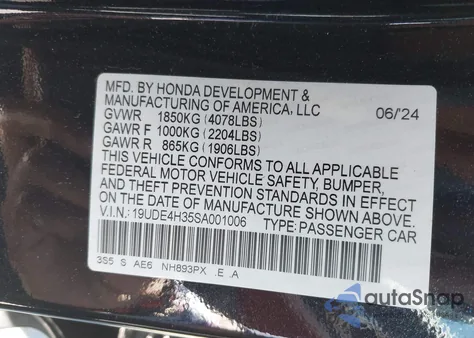 MFD. BY HONDA DEVELOPMENT &
MANUFACTURING OF AMERICA, LLC
GVWR 1850KG (4078LBS) 06/'24
GAWR F 1000KG (2204LBS)
GAWR R 865KG (1906LBS)
THIS VEHICLE CONFORMS TO ALL APPLICABLE
FEDERAL MOTOR VEHICLE SAFETY, BUMPER,
AND THEFT PREVENTION STANDARDS IN EFFECT
ON THE DATE OF MANUFACTURE SHOWN ABOVE.
V.I.N.: 19UDE4H35SA001006 TYPE: PASSENGER CAR
3S5 S AE6 NH893PX .E .A
autaSnap